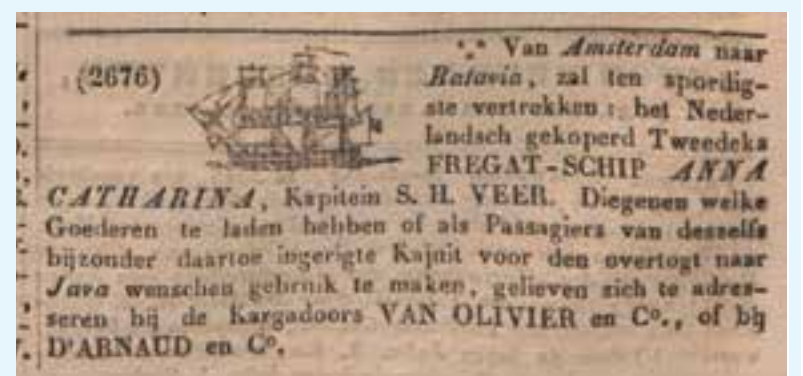 (2676)
⁂ Van Amsterdam naar
Batavia, zal ten spoedig-
ste vertrekken: het Neder-
landsch gekoperd Tweedeks
FREGAT-SCHIP ANNA
CATHARINA, Kapitein S. H. VEER. Diegenen welke
Goederen te laden hebben of als Passagiers van desselfs
bijzonder daartoe ingerigte Kajuit voor den overtogt naar
Java wenschen gebruik te maken, gelieven zich te adres-
seren bij de Kargadoors VAN OLIVIER en Co., of bij
D'ARNAUD en Co.